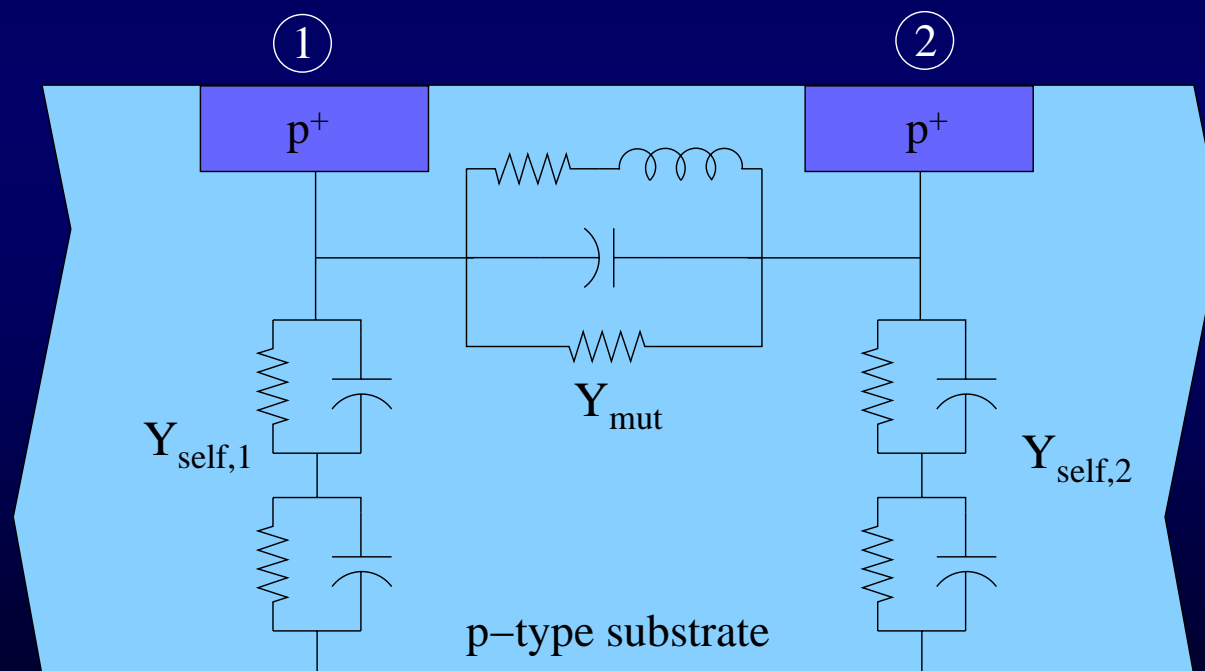 ① ②
p⁺ p⁺
Y_mut
Y_self,1 Y_self,2
p−type substrate